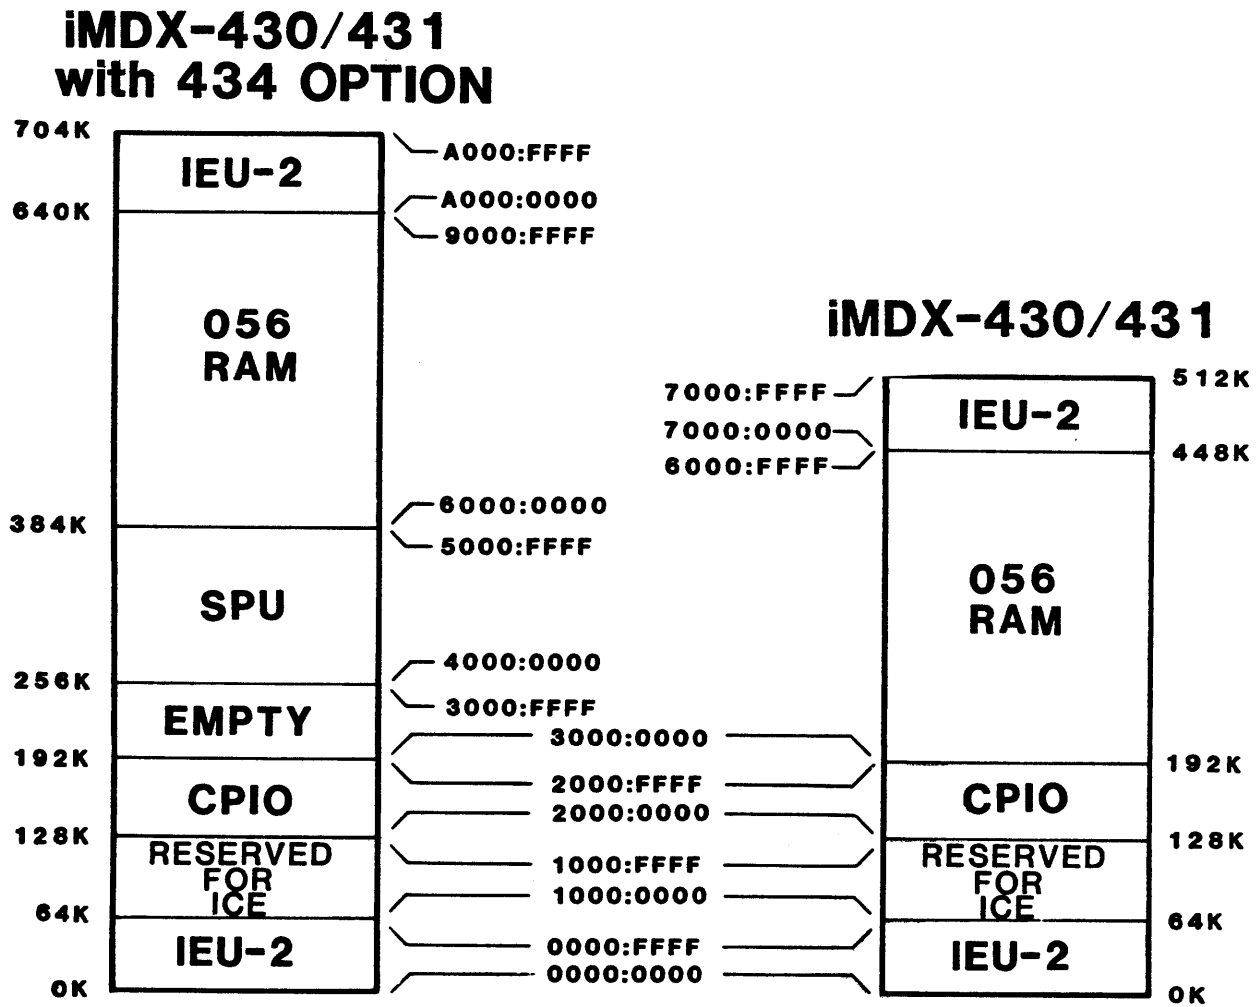 iMDX-430/431
with 434 OPTION
704K
IEU-2
A000:FFFF
640K
A000:0000
9000:FFFF
056
RAM
384K
6000:0000
5000:FFFF
SPU
256K
4000:0000
3000:FFFF
EMPTY
192K
3000:0000
2000:FFFF
CPIO
128K
2000:0000
1000:FFFF
RESERVED
FOR
ICE
64K
1000:0000
0000:FFFF
IEU-2
0K
0000:0000
iMDX-430/431
7000:FFFF
512K
IEU-2
7000:0000
6000:FFFF
448K
056
RAM
192K
CPIO
128K
RESERVED
FOR
ICE
64K
IEU-2
0K